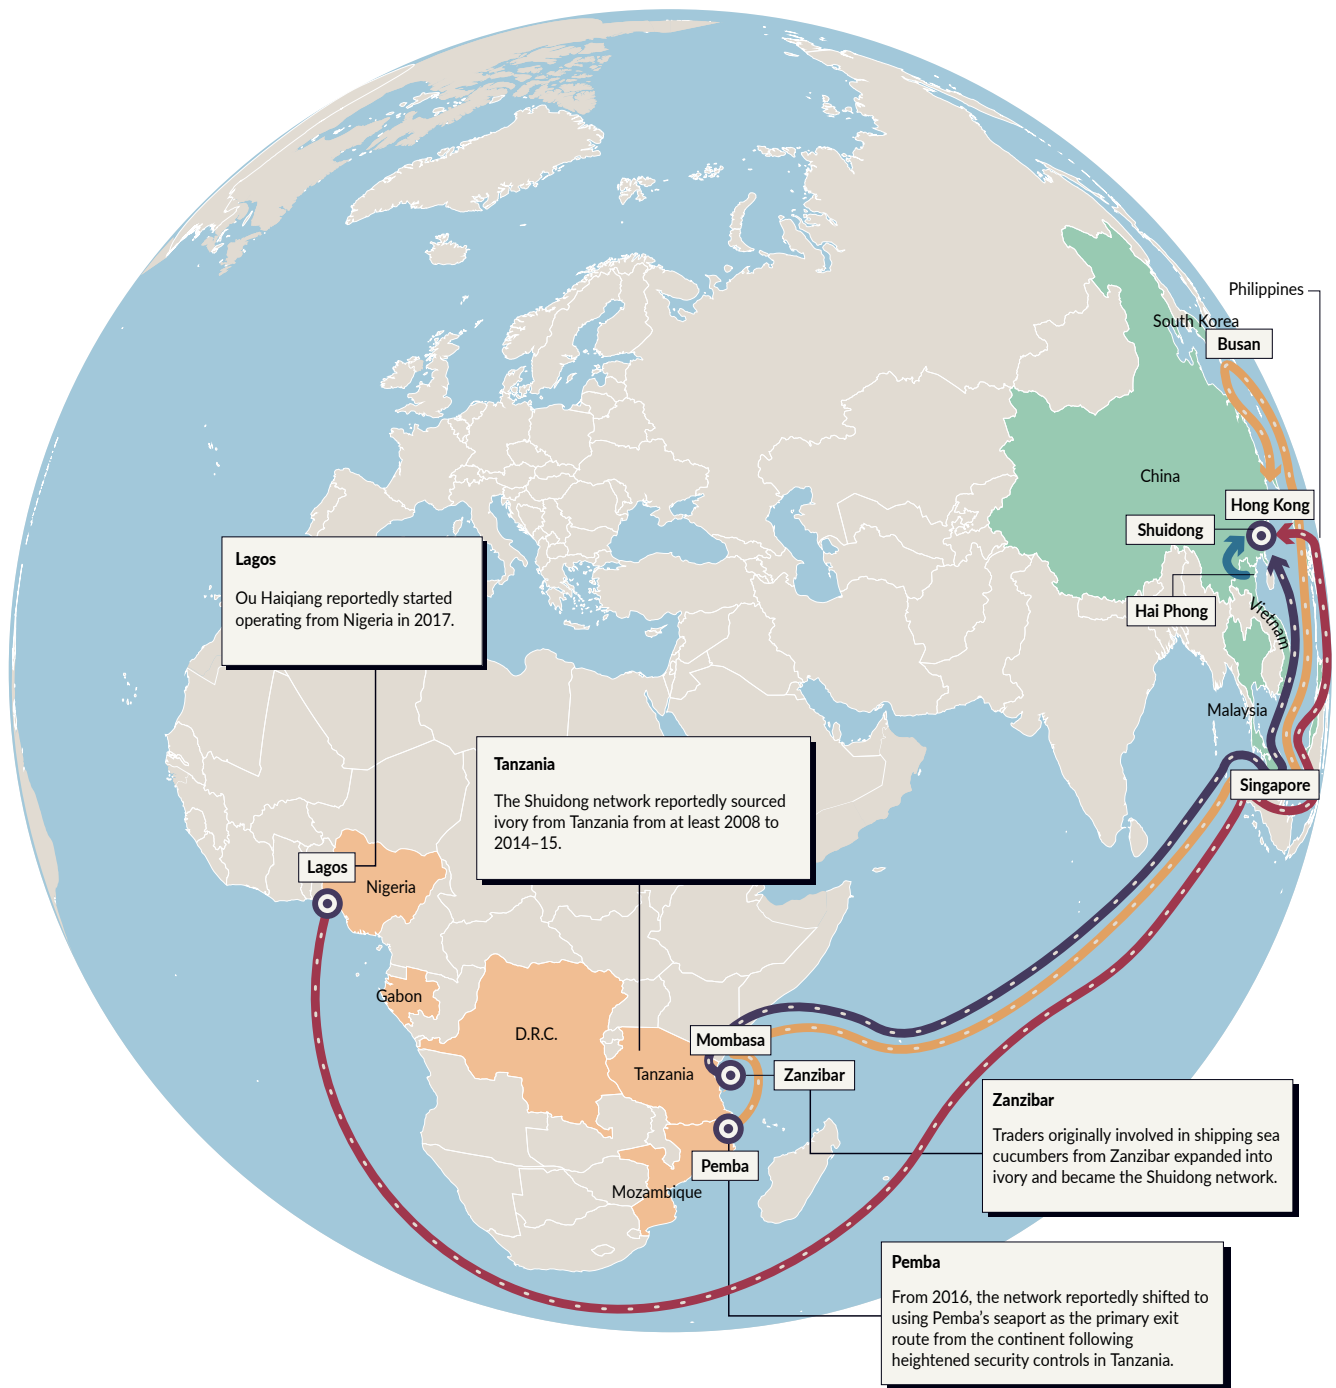 Philippines
South Korea
Busan
China
Hong Kong
Shuidong
Hai Phong
Vietnam
Malaysia
Singapore
Lagos
Ou Haiqiang reportedly started
operating from Nigeria in 2017.
Tanzania
The Shuidong network reportedly sourced
ivory from Tanzania from at least 2008 to
2014–15.
Lagos
Nigeria
Gabon
D.R.C.
Mombasa
Tanzania
Zanzibar
Pemba
Mozambique
Zanzibar
Traders originally involved in shipping sea
cucumbers from Zanzibar expanded into
ivory and became the Shuidong network.
Pemba
From 2016, the network reportedly shifted to
using Pemba’s seaport as the primary exit
route from the continent following
heightened security controls in Tanzania.